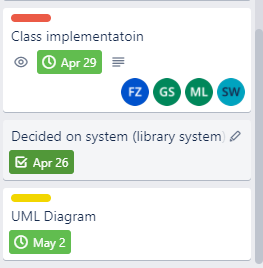 Class implementatoin
Apr 29
FZ GS ML SW
Decided on system (library system)
Apr 26
UML Diagram
May 2